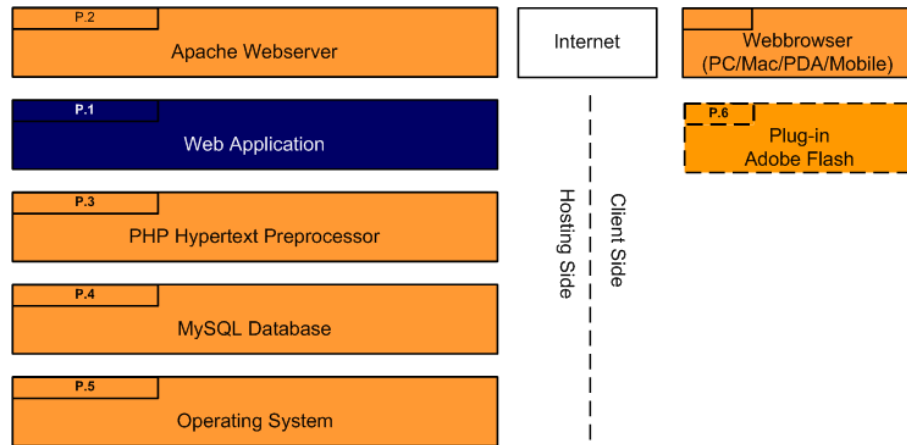 P.2
Apache Webserver
Internet
Webbrowser
(PC/Mac/PDA/Mobile)
P.1
Web Application
P.6
Plug-in
Adobe Flash
P.3
PHP Hypertext Preprocessor
Hosting Side
Client Side
P.4
MySQL Database
P.5
Operating System